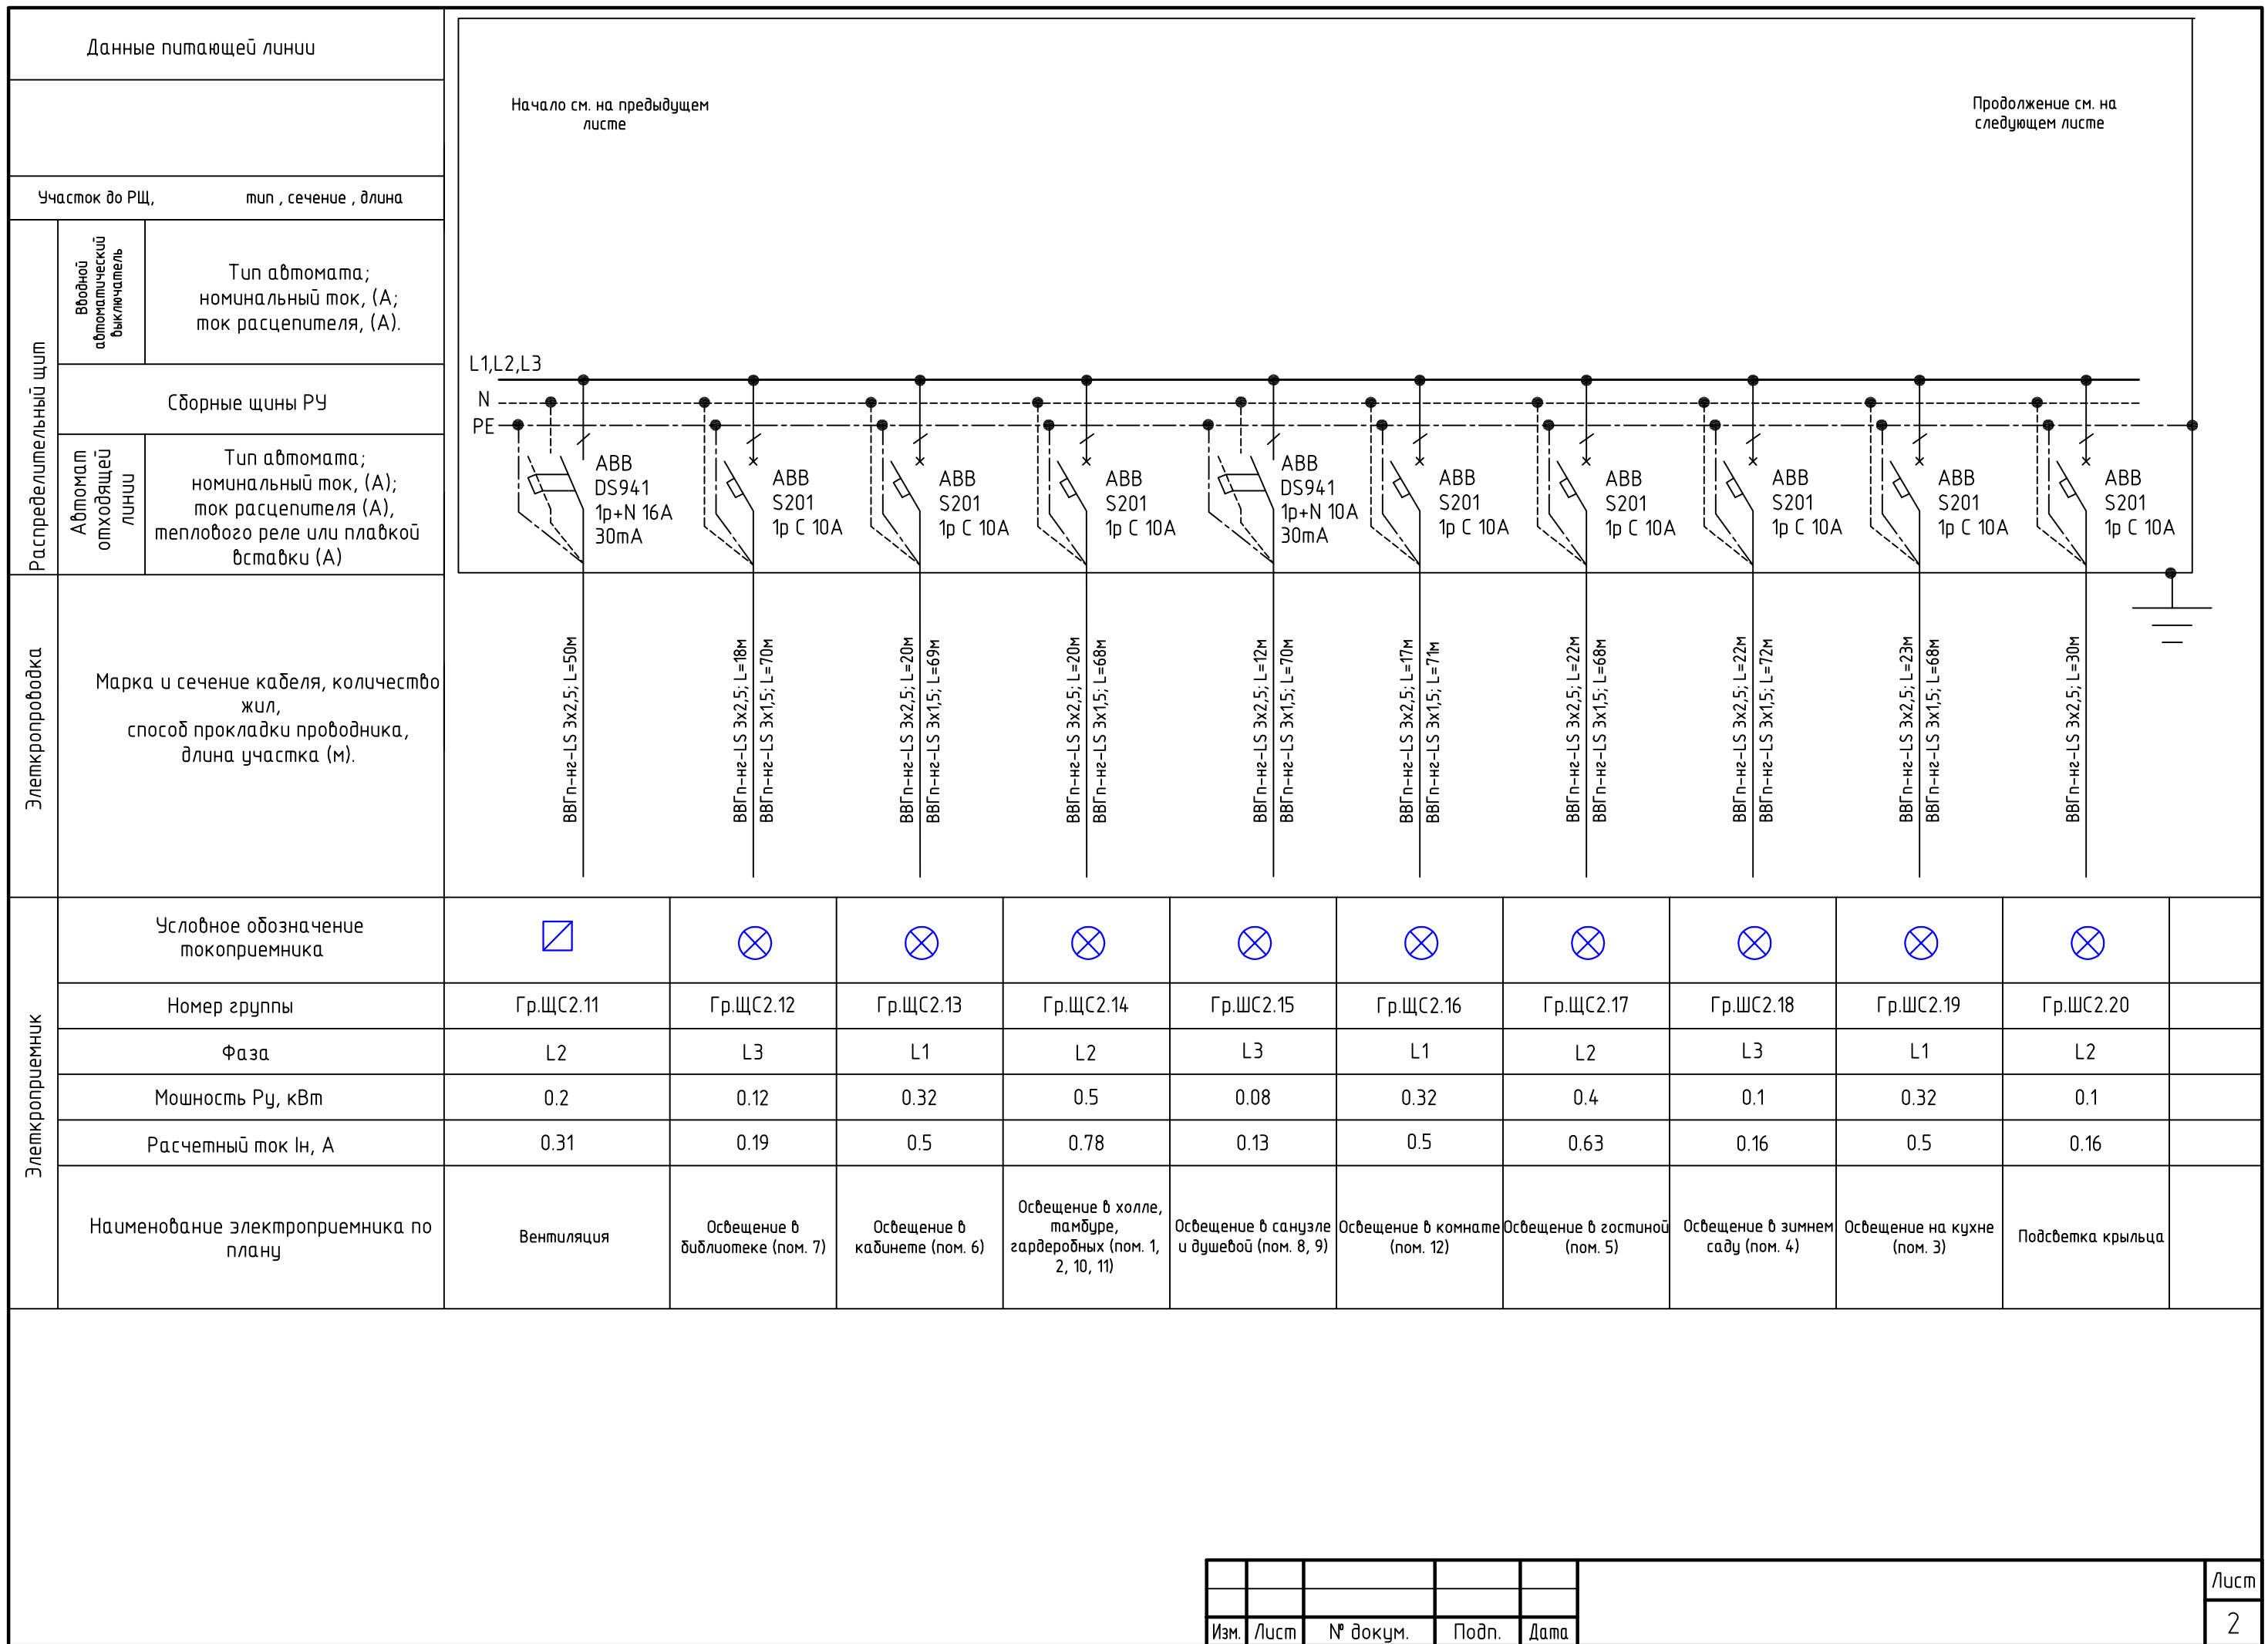 Данные питающей линии
Начало см. на предыдущем
листе
Продолжение см. на
следующем листе
Участок до РЩ, тип , сечение , длина
Распределительный щит
Вводной
автоматический
выключатель
Тип автомата;
номинальный ток, (А;
ток расцепителя, (А).
Сборные щины РУ
L1,L2,L3
N
PE
Автомат
отходящей
линии
Тип автомата;
номинальный ток, (А);
ток расцепителя (А),
теплового реле или плавкой
вставки (А)
ABB
DS941
1p+N 16A
30mA
ABB
S201
1p C 10A
ABB
S201
1p C 10A
ABB
S201
1p C 10A
ABB
DS941
1p+N 10A
30mA
ABB
S201
1p C 10A
ABB
S201
1p C 10A
ABB
S201
1p C 10A
ABB
S201
1p C 10A
ABB
S201
1p C 10A
Элеткропроводка
Марка и сечение кабеля, количество
жил,
способ прокладки проводника,
длина участка (м).
ВВГп-нг-LS 3х2,5; L=50м
ВВГп-нг-LS 3х2,5; L=18м
ВВГп-нг-LS 3х1,5; L=70м
ВВГп-нг-LS 3х2,5; L=20м
ВВГп-нг-LS 3х1,5; L=69м
ВВГп-нг-LS 3х2,5; L=20м
ВВГп-нг-LS 3х1,5; L=68м
ВВГп-нг-LS 3х2,5; L=12м
ВВГп-нг-LS 3х1,5; L=70м
ВВГп-нг-LS 3х2,5; L=17м
ВВГп-нг-LS 3х1,5; L=71м
ВВГп-нг-LS 3х2,5; L=22м
ВВГп-нг-LS 3х1,5; L=68м
ВВГп-нг-LS 3х2,5; L=22м
ВВГп-нг-LS 3х1,5; L=72м
ВВГп-нг-LS 3х2,5; L=23м
ВВГп-нг-LS 3х1,5; L=68м
ВВГп-нг-LS 3х2,5; L=30м
Элеткроприемник
Условное обозначение
токоприемника
Номер группы Гр.ЩС2.11 Гр.ЩС2.12 Гр.ЩС2.13 Гр.ЩС2.14 Гр.ШС2.15 Гр.ЩС2.16 Гр.ЩС2.17 Гр.ШС2.18 Гр.ШС2.19 Гр.ШС2.20
Фаза L2 L3 L1 L2 L3 L1 L2 L3 L1 L2
Мошность Ру, кВт 0.2 0.12 0.32 0.5 0.08 0.32 0.4 0.1 0.32 0.1
Расчетный ток Iн, А 0.31 0.19 0.5 0.78 0.13 0.5 0.63 0.16 0.5 0.16
Наименование электроприемника по
плану
Вентиляция
Освещение в
библиотеке (пом. 7)
Освещение в
кабинете (пом. 6)
Освещение в холле,
тамбуре,
гардеробных (пом. 1,
2, 10, 11)
Освещение в санузле
и душевой (пом. 8, 9)
Освещение в комнате
(пом. 12)
Освещение в гостиной
(пом. 5)
Освещение в зимнем
саду (пом. 4)
Освещение на кухне
(пом. 3)
Подсветка крыльца
Изм. Лист № докум. Подп. Дата
Лист
2